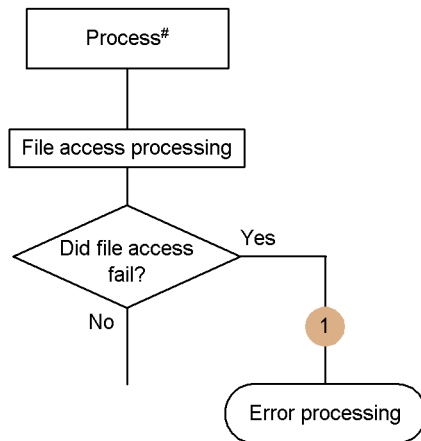 Process#
File access processing
Did file access
fail?
Yes
No
1
Error processing